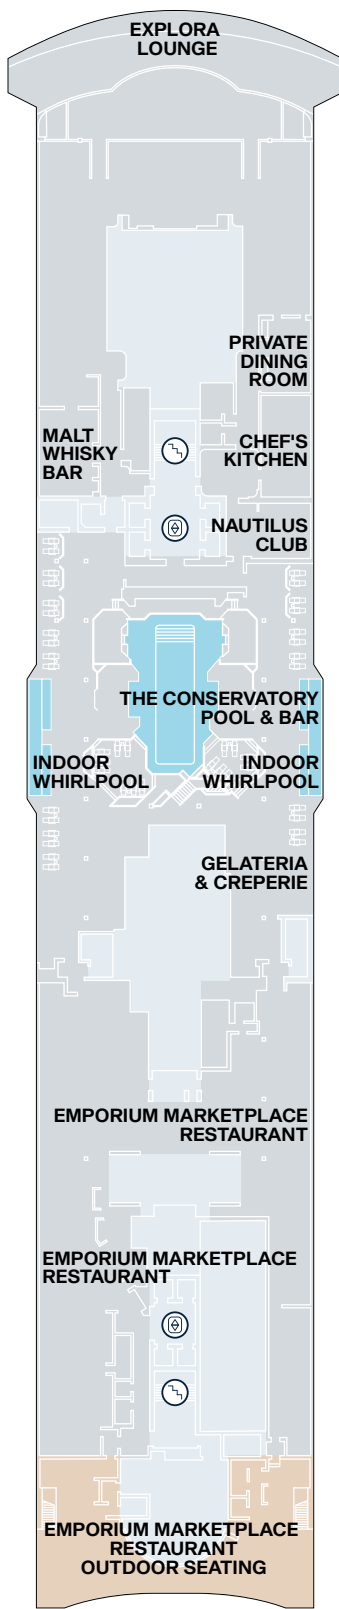 EXPLORA
LOUNGE
PRIVATE
DINING
ROOM
MALT
WHISKY
BAR
CHEF'S
KITCHEN
NAUTILUS
CLUB
THE CONSERVATORY
POOL & BAR
INDOOR
WHIRLPOOL
INDOOR
WHIRLPOOL
GELATERIA
& CREPERIE
EMPORIUM MARKETPLACE
RESTAURANT
EMPORIUM MARKETPLACE
RESTAURANT
EMPORIUM MARKETPLACE
RESTAURANT
OUTDOOR SEATING